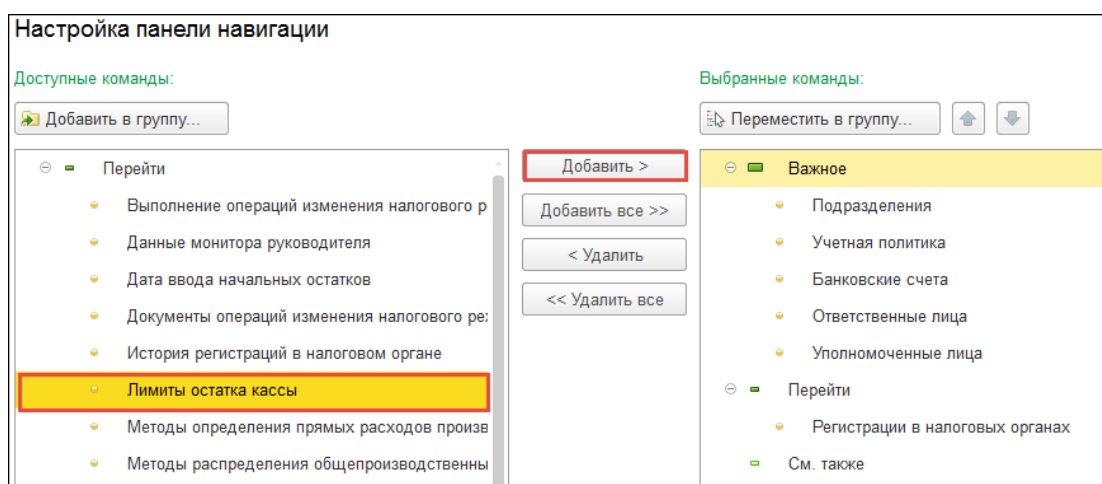 Настройка панели навигации
Доступные команды:
Выбранные команды:
Добавить в группу...
Переместить в группу...
Перейти
Выполнение операций изменения налогового р
Данные монитора руководителя
Дата ввода начальных остатков
Документы операций изменения налогового ре
История регистраций в налоговом органе
Лимиты остатка кассы
Методы определения прямых расходов произв
Методы распределения общепроизводственны
Добавить >
Добавить все >>
< Удалить
<< Удалить все
Важное
Подразделения
Учетная политика
Банковские счета
Ответственные лица
Уполномоченные лица
Перейти
Регистрации в налоговых органах
См. также